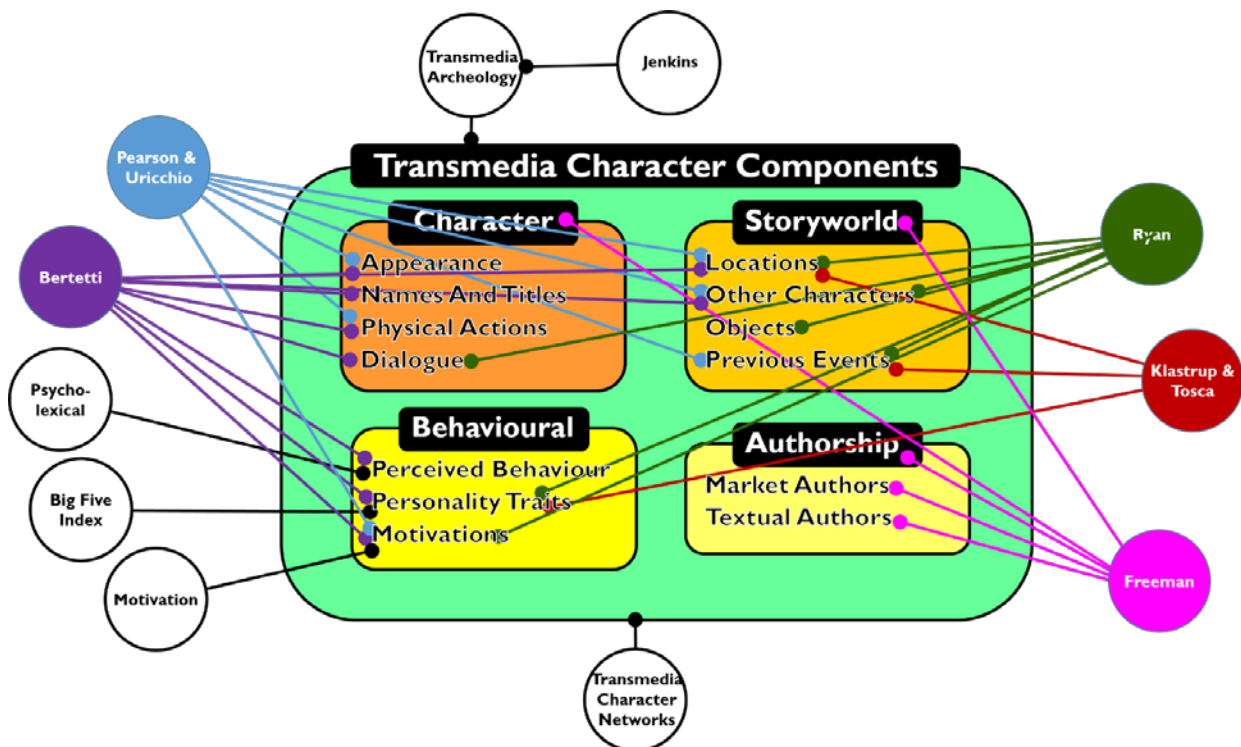 Transmedia
Archeology
Jenkins
Pearson &
Uricchio
Transmedia Character Components
Character
Storyworld
Ryan
Bertetti
Appearance
Names And Titles
Physical Actions
Dialogue
Locations
Other Characters
Objects
Previous Events
Klastrup &
Tosca
Psycho-
lexical
Behavioural
Perceived Behaviour
Personality Traits
Motivations
Authorship
Market Authors
Textual Authors
Big Five
Index
Motivation
Freeman
Transmedia
Character
Networks